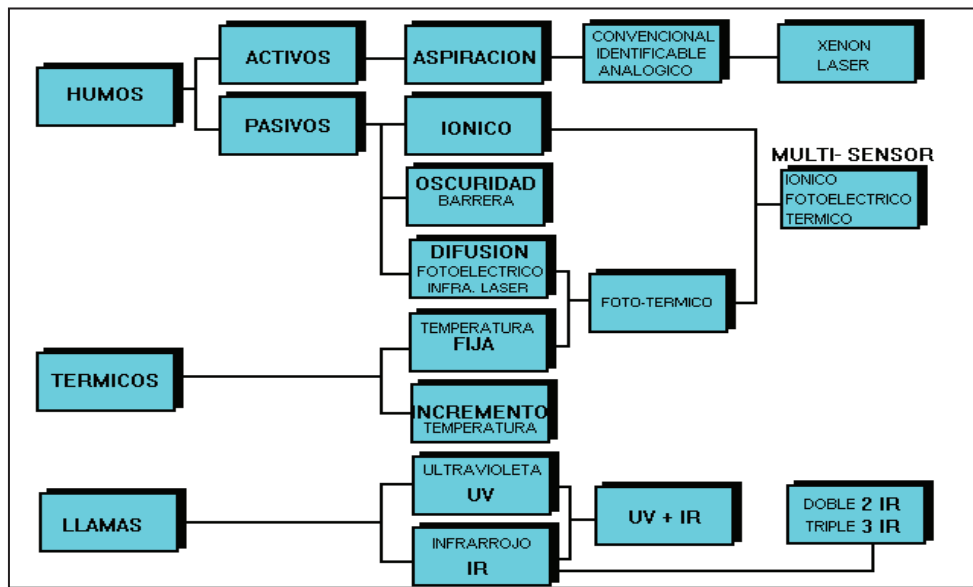 HUMOS
ACTIVOS
ASPIRACION
CONVENCIONAL
IDENTIFICABLE
ANALOGICO
XENON
LASER
PASIVOS
IONICO
OSCURIDAD
BARRERA
DIFUSION
FOTOELECTRICO
INFRA. LASER
MULTI- SENSOR
IONICO
FOTOELECTRICO
TERMICO
FOTO-TERMICO
TERMICOS
TEMPERATURA
FIJA
INCREMENTO
TEMPERATURA
LLAMAS
ULTRAVIOLETA
UV
INFRARROJO
IR
UV + IR
DOBLE 2 IR
TRIPLE 3 IR